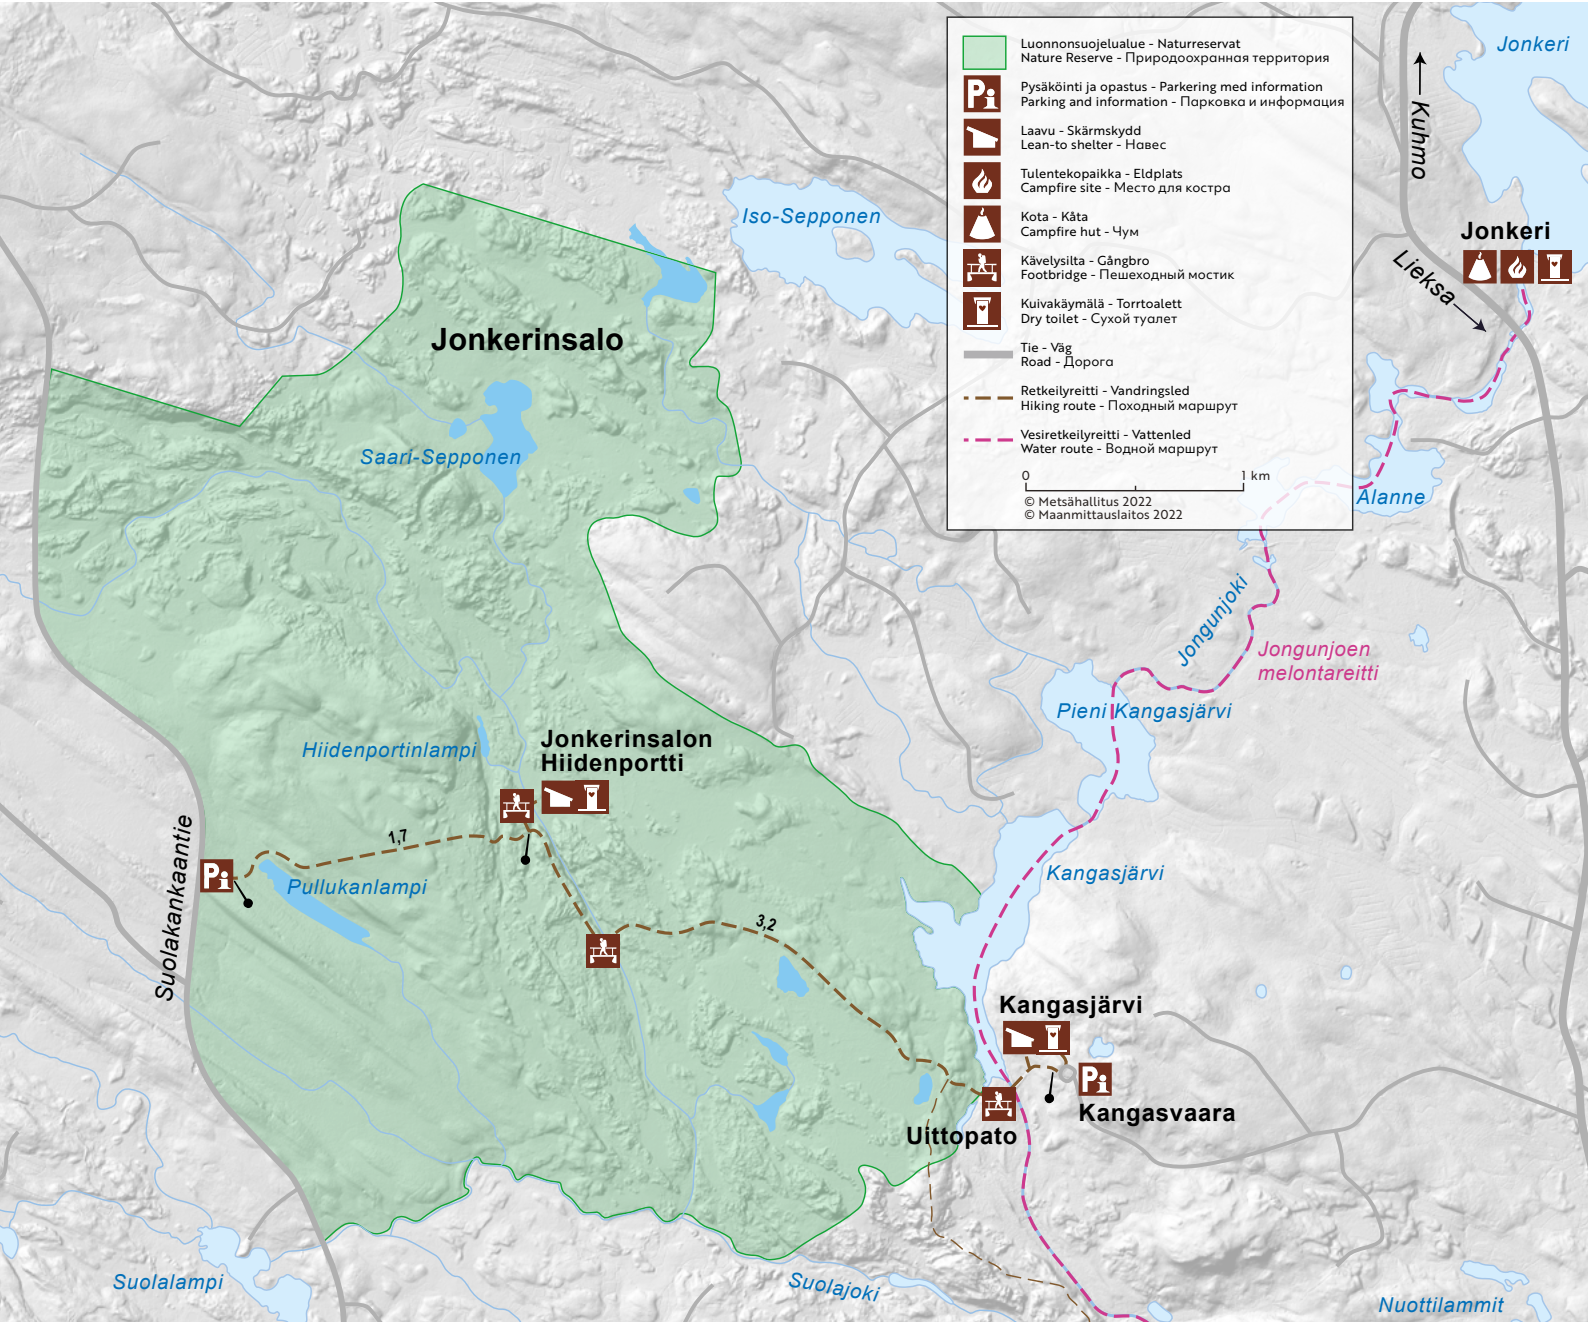 Luonnonsuojelualue - Naturreservat
Nature Reserve - Природоохранная территория
Pysäköinti ja opastus - Parkering med information
Parking and information - Парковка и информация
Laavu - Skärmskydd
Lean-to shelter - Навес
Tulentekopaikka - Eldplats
Campfire site - Место для костра
Kota - Kåta
Campfire hut - Чум
Kävelysilta - Gångbro
Footbridge - Пешеходный мостик
Kuivakäymälä - Torrtoalett
Dry toilet - Сухой туалет
Tie - Väg
Road - Дорога
Retkeilyreitti - Vandringsled
Hiking route - Походный маршрут
Vesiretkeilyreitti - Vattenled
Water route - Водной маршрут
0 1 km
© Metsähallitus 2022
© Maanmittauslaitos 2022
Jonkeri
Kuhmo
Iso-Sepponen
Jonkeri
Lieksa
Jonkerinsalo
Saari-Sepponen
Alanne
Jongunjoki
Jongunjoen
melontareitti
Pieni Kangasjärvi
Hiidenportinlampi
Jonkerinsalon
Hiidenportti
Suolakankaantie
1,7
Pi
Pullukanlampi
Kangasjärvi
3,2
Kangasjärvi
Pi
Kangasvaara
Uittopato
Suolalampi
Suolajoki
Nuottilammit